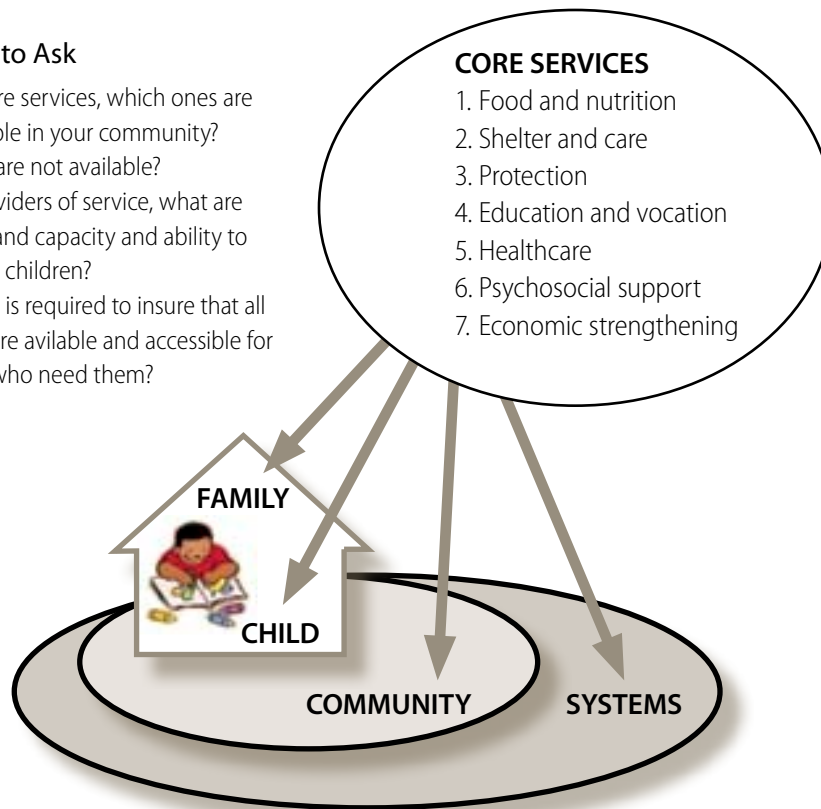 to Ask
re services, which ones are
ole in your community?
are not available?
viders of service, what are
and capacity and ability to
children?
is required to insure that all
re avilable and accessible for
who need them?
CORE SERVICES
1. Food and nutrition
2. Shelter and care
3. Protection
4. Education and vocation
5. Healthcare
6. Psychosocial support
7. Economic strengthening
FAMILY
CHILD
COMMUNITY
SYSTEMS